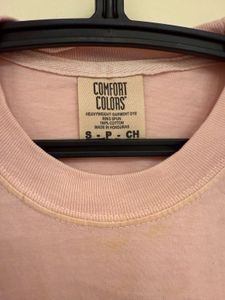 COMFORT
COLORS®
HEAVYWEIGHT GARMENT DYE
RING SPUN
100% COTTON
MADE IN HONDURAS
S - P - CH